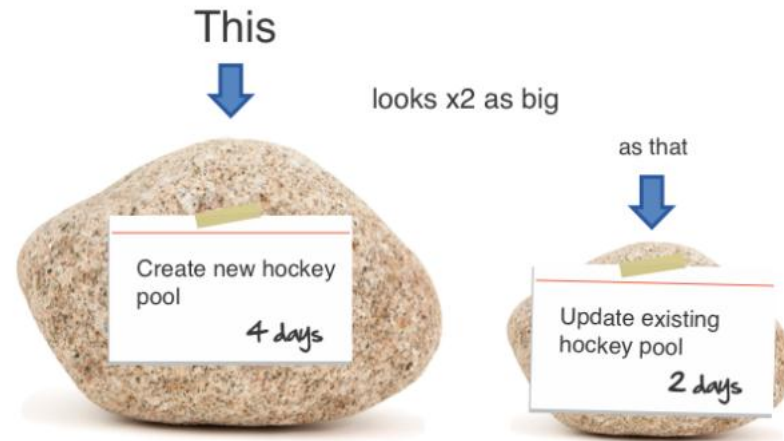 This
looks x2 as big
as that
Create new hockey
pool
4 days
Update existing
hockey pool
2 days